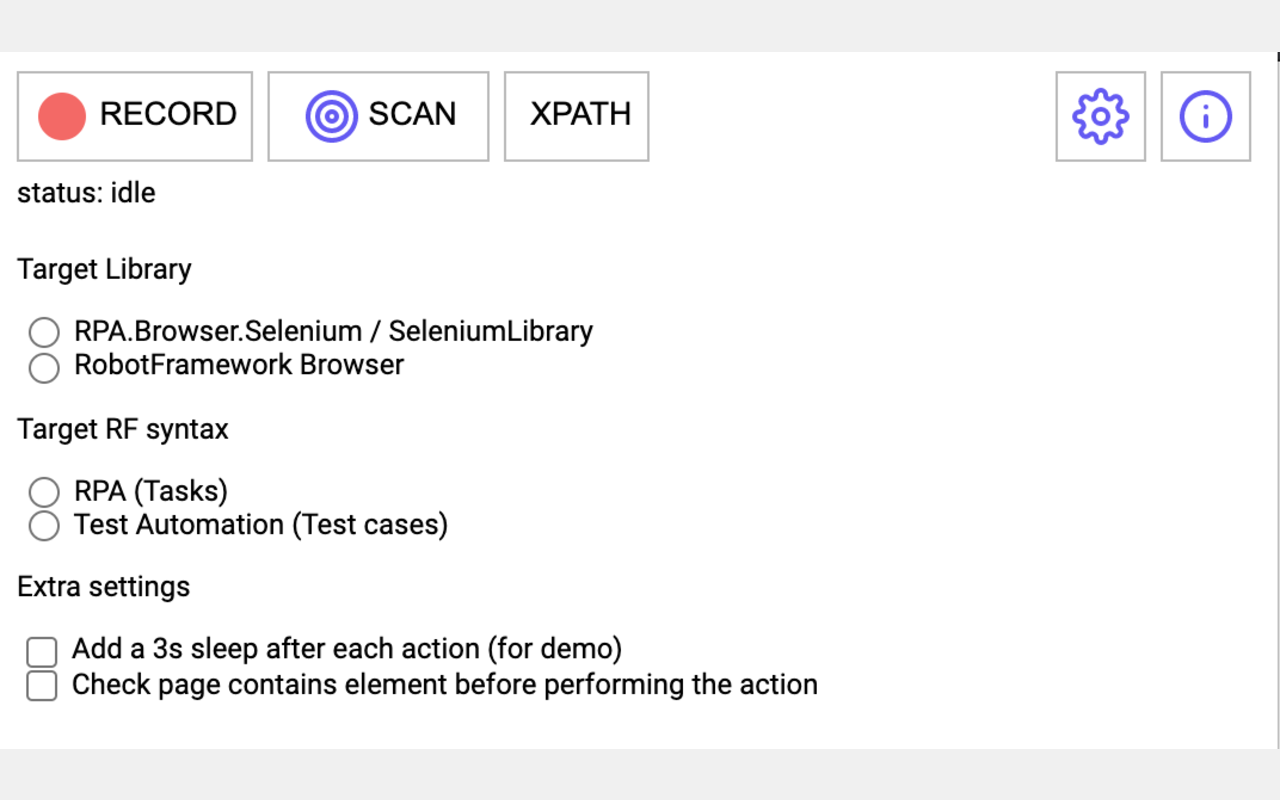 RECORD SCAN XPATH
status: idle
Target Library
RPA.Browser.Selenium / SeleniumLibrary
RobotFramework Browser
Target RF syntax
RPA (Tasks)
Test Automation (Test cases)
Extra settings
Add a 3s sleep after each action (for demo)
Check page contains element before performing the action